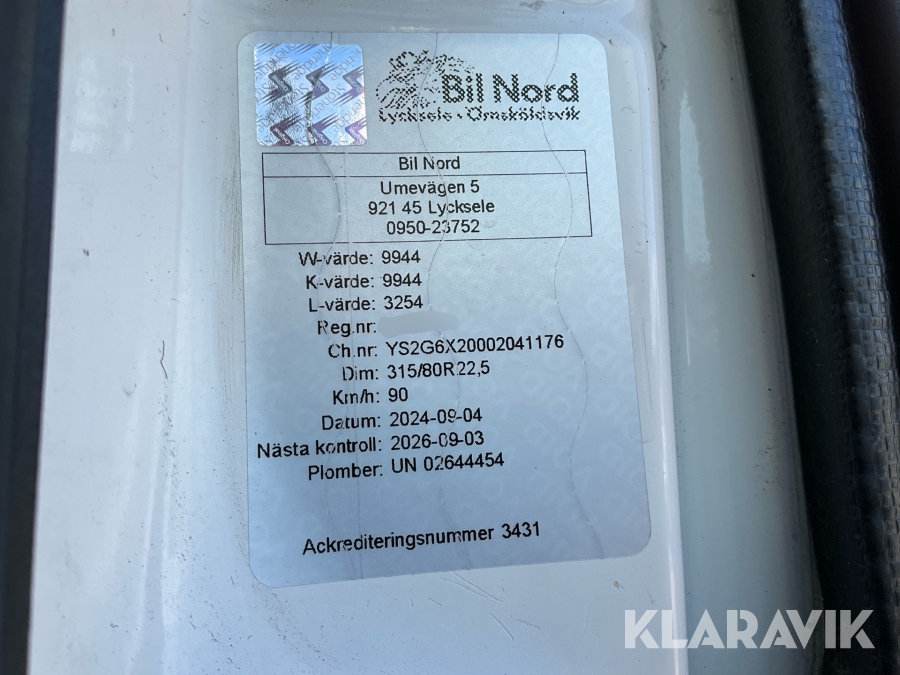 Bil Nord
Lycksele • Örnsköldsvik
Bil Nord
Umevägen 5
921 45 Lycksele
0950-23752
W-värde: 9944
K-värde: 9944
L-värde: 3254
Reg.nr:
Ch.nr: YS2G6X20002041176
Dim: 315/80R22,5
Km/h: 90
Datum: 2024-09-04
Nästa kontroll: 2026-09-03
Plomber: UN 02644454
Ackrediteringsnummer 3431
KLARAVIK